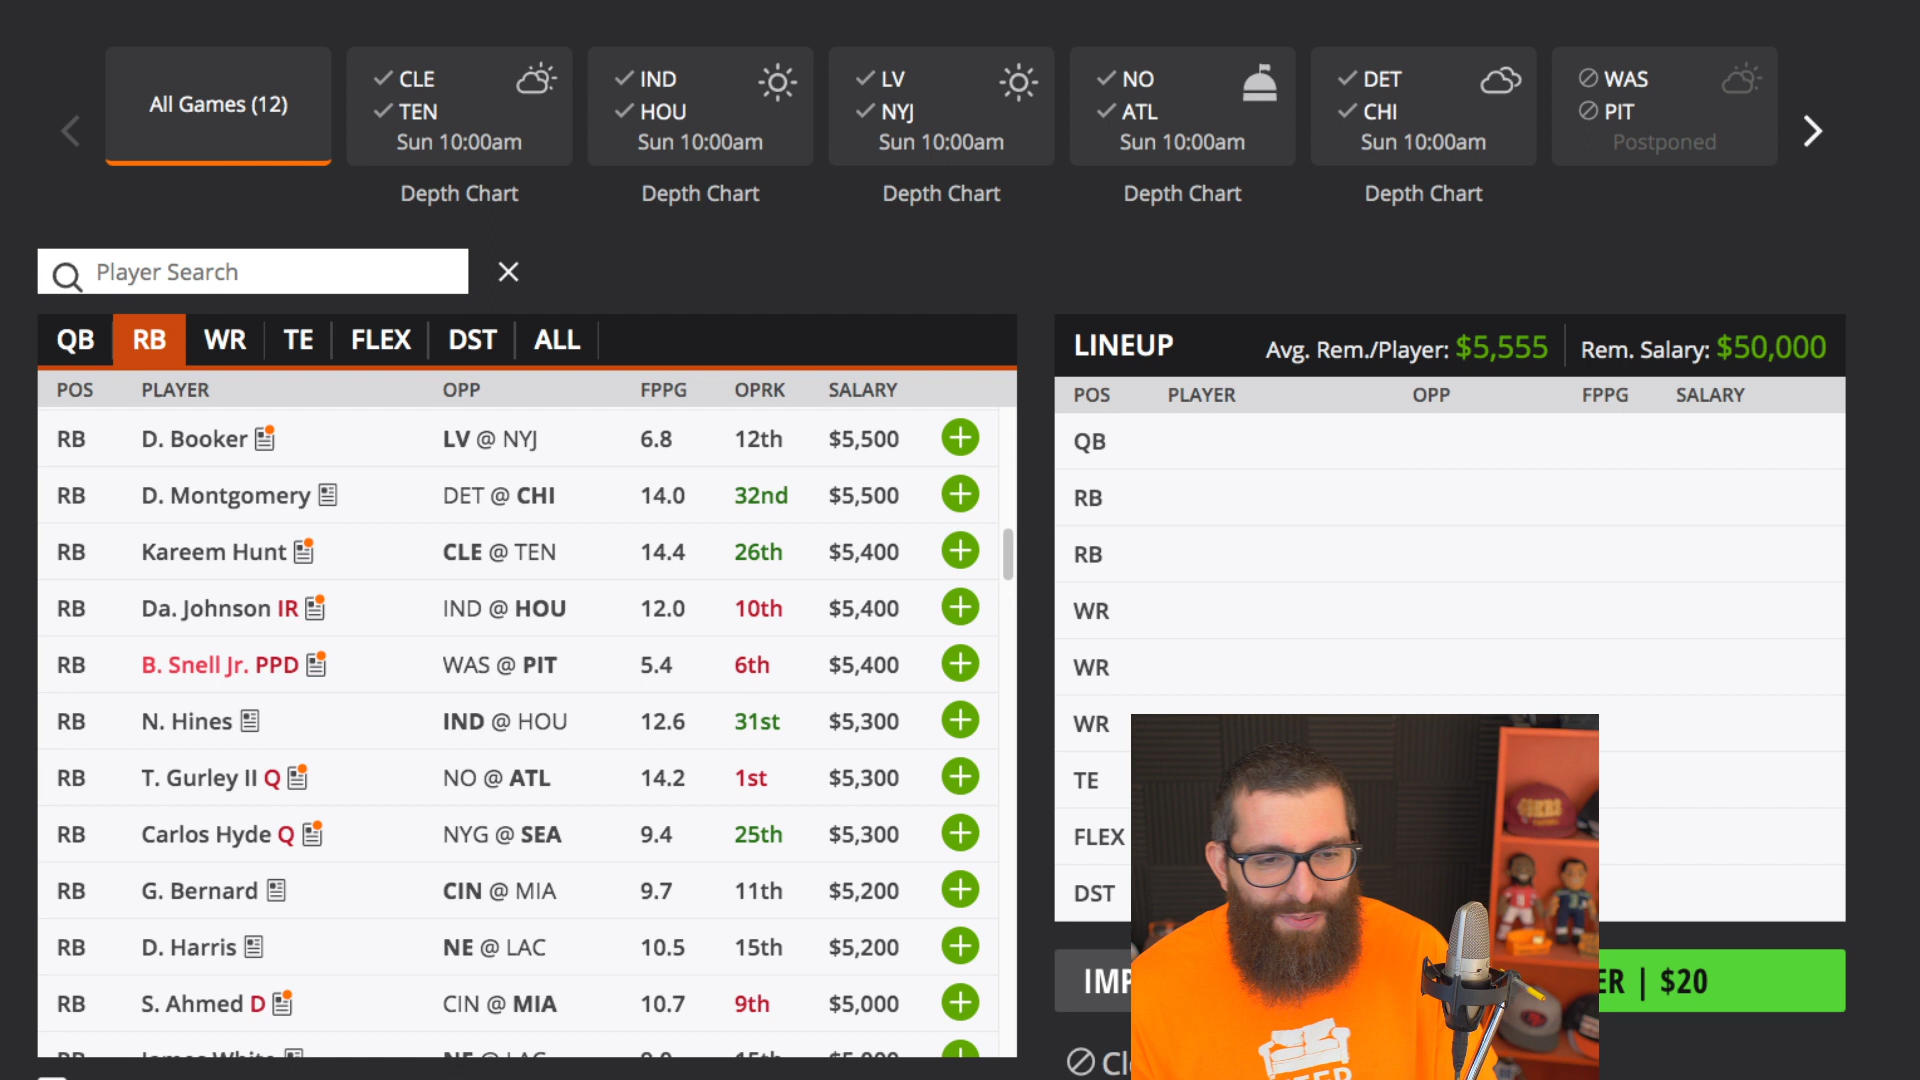 All Games (12)
CLE
TEN
Sun 10:00am
Depth Chart
IND
HOU
Sun 10:00am
Depth Chart
LV
NYJ
Sun 10:00am
Depth Chart
NO
ATL
Sun 10:00am
Depth Chart
DET
CHI
Sun 10:00am
Depth Chart
WAS
PIT
Postponed
Player Search
QB RB WR TE FLEX DST ALL
POS PLAYER OPP FPPG OPRK SALARY
RB D. Booker LV @ NYJ 6.8 12th $5,500
RB D. Montgomery DET @ CHI 14.0 32nd $5,500
RB Kareem Hunt CLE @ TEN 14.4 26th $5,400
RB Da. Johnson IR IND @ HOU 12.0 10th $5,400
RB B. Snell Jr. PPD WAS @ PIT 5.4 6th $5,400
RB N. Hines IND @ HOU 12.6 31st $5,300
RB T. Gurley II Q NO @ ATL 14.2 1st $5,300
RB Carlos Hyde Q NYG @ SEA 9.4 25th $5,300
RB G. Bernard CIN @ MIA 9.7 11th $5,200
RB D. Harris NE @ LAC 10.5 15th $5,200
RB S. Ahmed D CIN @ MIA 10.7 9th $5,000
RB James White NE @ LAC
LINEUP Avg. Rem./Player: $5,555 Rem. Salary: $50,000
POS PLAYER OPP FPPG SALARY
QB
RB
RB
WR
WR
WR
TE
FLEX
DST
IMP
ER | $20